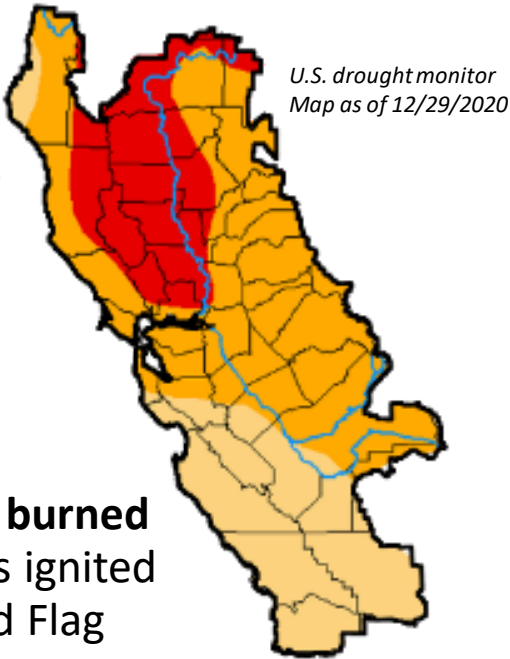 U.S. drought monitor
Map as of 12/29/2020
burned
s ignited
d Flag